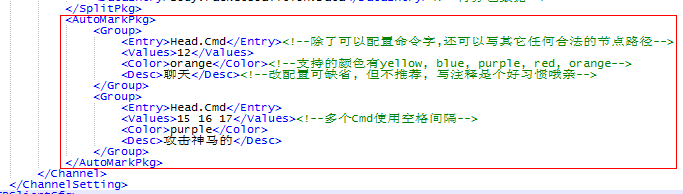 </SplitPkg>
<AutoMarkPkg>
<Group>
<Entry>Head.Cmd</Entry><!--除了可以配置命令字,还可以写其它任何合法的节点路径-->
<Values>12</Values>
<Color>orange</Color><!--支持的颜色有yellow, blue, purple, red, orange-->
<Desc>聊天</Desc><!--改配置可缺省, 但不推荐, 写注释是个好习惯哦亲-->
</Group>
<Group>
<Entry>Head.Cmd</Entry>
<Values>15 16 17</Values><!--多个Cmd使用空格间隔-->
<Color>purple</Color>
<Desc>攻击神马的</Desc>
</Group>
</AutoMarkPkg>
</Channel>
</ChannelSetting>